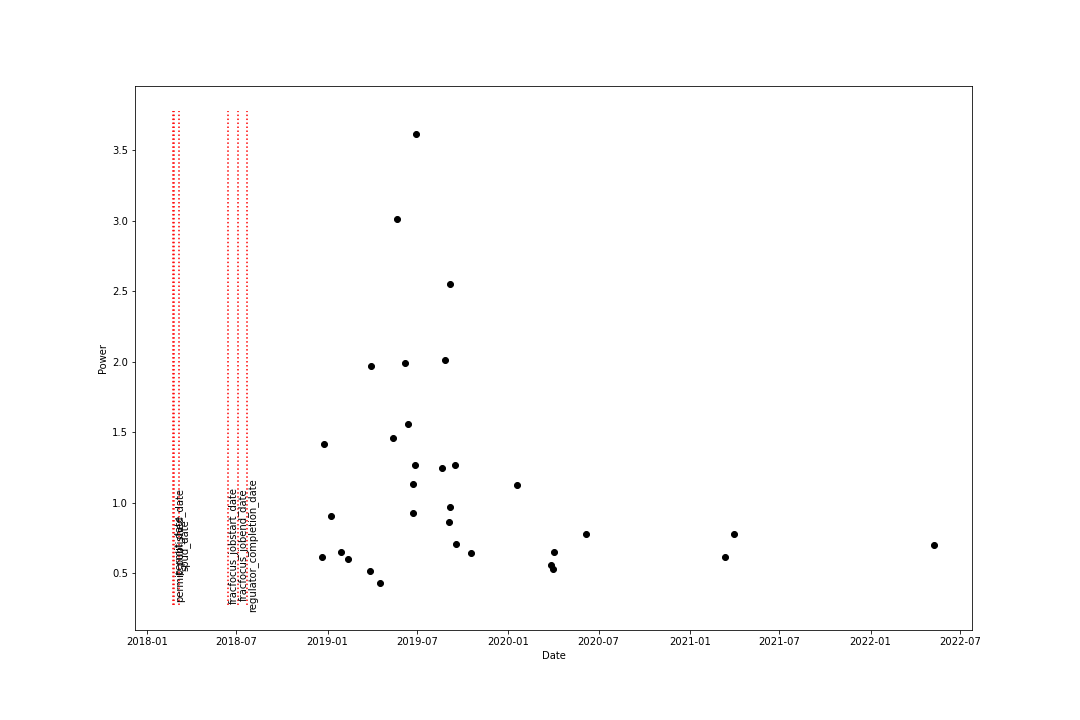 3.5
3.0
2.5
2.0
1.5
1.0
0.5
Power
spud_date
fracfocus_jobstart_date
fracfocus_jobend_date
regulator_completion_date
2018-01
2018-07
2019-01
2019-07
2020-01
2020-07
2021-01
2021-07
2022-01
2022-07
Date